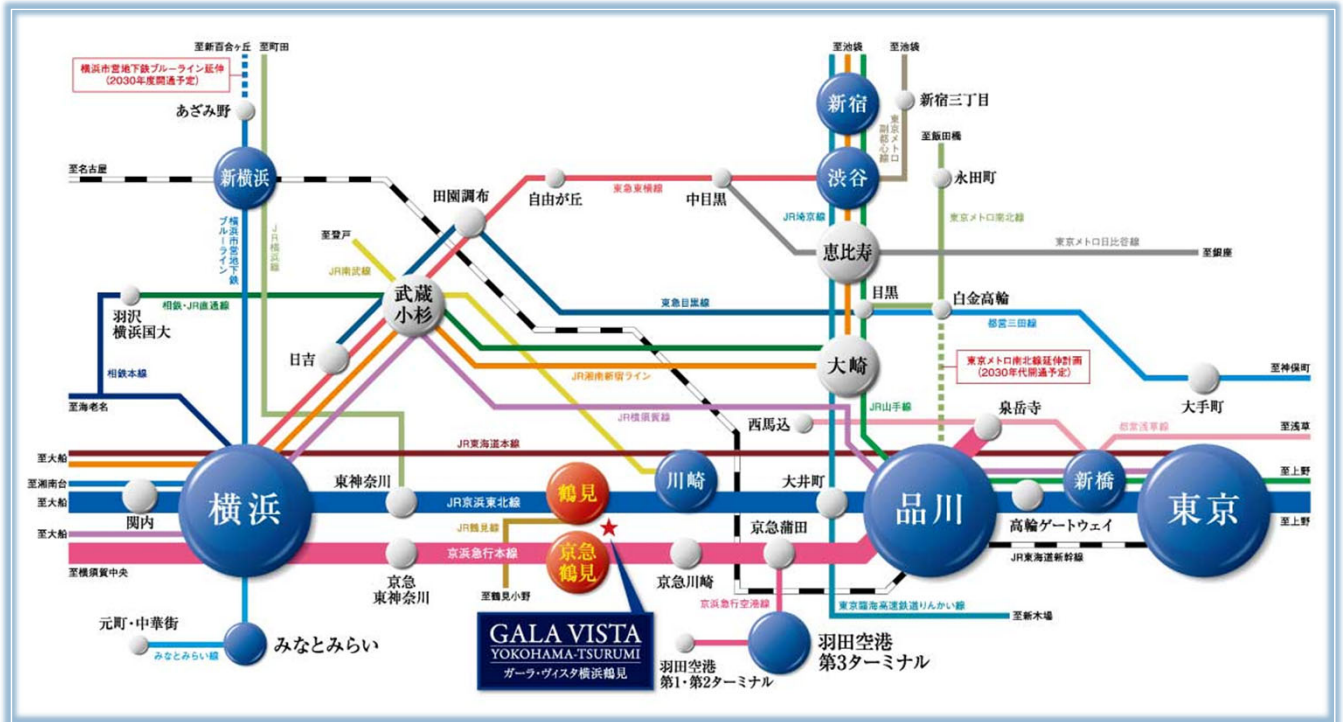 至新百合ヶ丘
至町田
横浜市営地下鉄ブルーライン延伸
(2030年度開通予定)
あざみ野
至池袋
至池袋
新宿
新宿三丁目
東京メトロ
副都心線
至飯田橋
至名古屋
新横浜
田園調布
自由が丘
東急東横線
中目黒
渋谷
永田町
横浜市営地下鉄
ブルーライン
JR横浜線
至登戸
JR南武線
JR埼京線
東京メトロ南北線
恵比寿
東京メトロ日比谷線
至銀座
羽沢
横浜国大
相鉄・JR直通線
武蔵
小杉
東急目黒線
目黒
白金高輪
都営三田線
日吉
相鉄本線
JR湘南新宿ライン
大崎
東京メトロ南北線延伸計画
(2030年代開通予定)
至神保町
大手町
至海老名
JR横須賀線
JR山手線
西馬込
泉岳寺
都営浅草線
至浅草
JR東海道本線
至大船
至湘南台
至大船
関内
横浜
東神奈川
JR京浜東北線
鶴見
川崎
大井町
品川
新橋
東京
至上野
至上野
高輪ゲートウェイ
JR鶴見線
京急蒲田
至大船
京浜急行本線
京急
鶴見
JR東海道新幹線
至横須賀中央
京急
東神奈川
至鶴見小野
京急川崎
京浜急行空港線
東京臨海高速鉄道りんかい線
至新木場
元町・中華街
みなとみらい線
みなとみらい
GALA VISTA
YOKOHAMA-TSURUMI
ガーラ・ヴィスタ横浜鶴見
羽田空港
第1・第2ターミナル
羽田空港
第3ターミナル